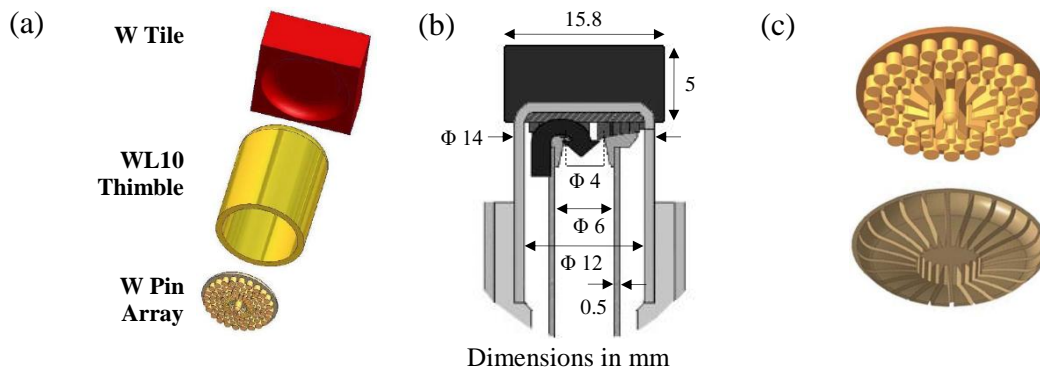 (a)
W Tile
WL10
Thimble
W Pin
Array
(b)
15.8
5
Φ 14
Φ 4
Φ 6
Φ 12
0.5
Dimensions in mm
(c)